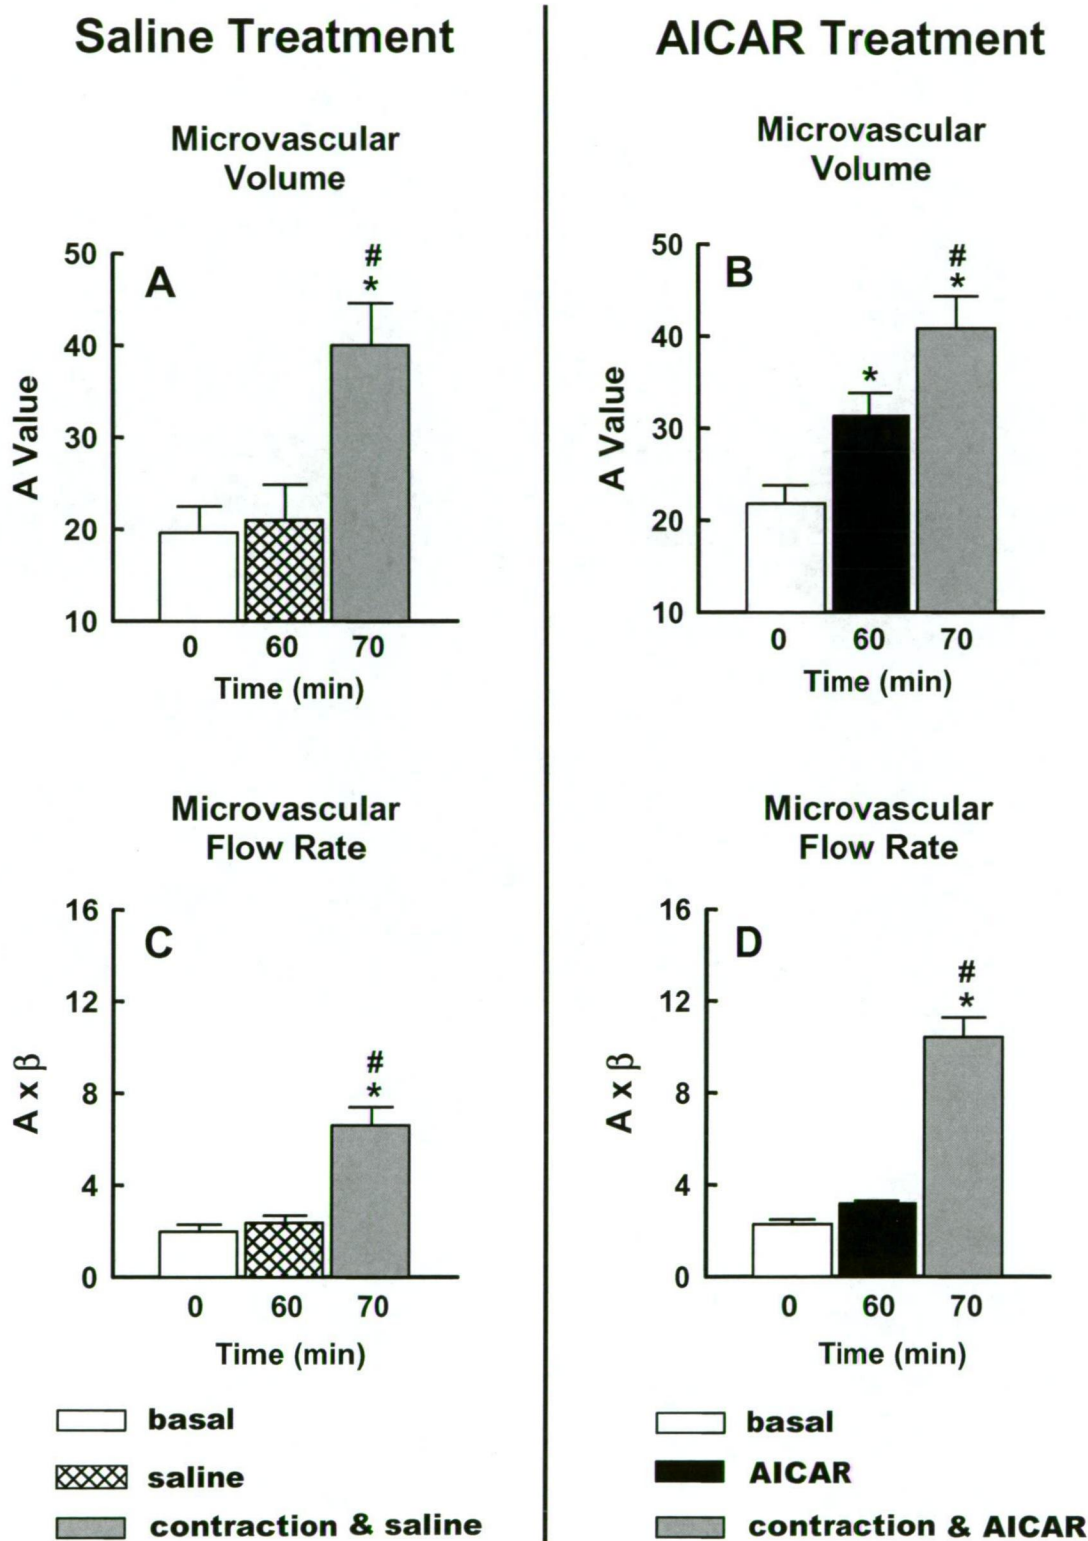 Saline Treatment
Microvascular
Volume
A
50
40
30
20
10
A Value
#
*
0 60 70
Time (min)
Microvascular
Flow Rate
C
16
12
8
4
0
A x β
#
*
0 60 70
Time (min)
basal
saline
contraction & saline
AICAR Treatment
Microvascular
Volume
B
50
40
30
20
10
A Value
*
#
*
0 60 70
Time (min)
Microvascular
Flow Rate
D
16
12
8
4
0
A x β
#
*
0 60 70
Time (min)
basal
AICAR
contraction & AICAR